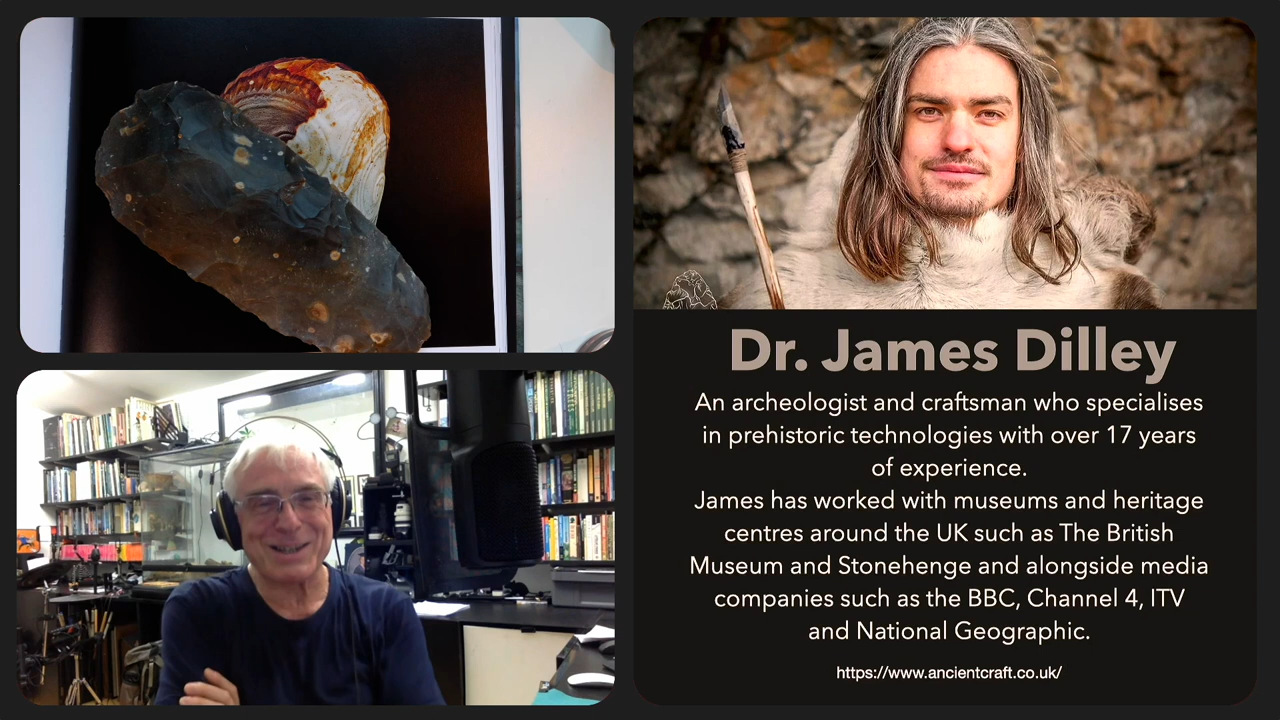 Dr. James Dilley
An archeologist and craftsman who specialises
in prehistoric technologies with over 17 years
of experience.
James has worked with museums and heritage
centres around the UK such as The British
Museum and Stonehenge and alongside media
companies such as the BBC, Channel 4, ITV
and National Geographic.
https://www.ancientcraft.co.uk/